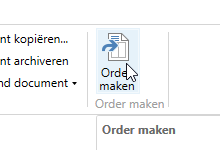 nt kopiëren...
nt archiveren
nd document
Order
maken
Order maken
Order maken